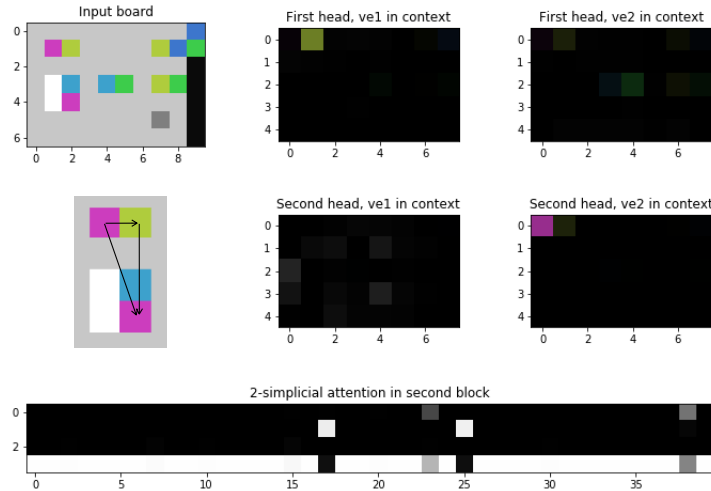 Input board
First head, ve1 in context
First head, ve2 in context
0
2
4
6
0 2 4 6 8
0
1
2
3
4
0 2 4 6
0
1
2
3
4
0 2 4 6
Second head, ve1 in context
Second head, ve2 in context
0
1
2
3
4
0 2 4 6
0
1
2
3
4
0 2 4 6
2-simplicial attention in second block
0
2
0 5 10 15 20 25 30 35